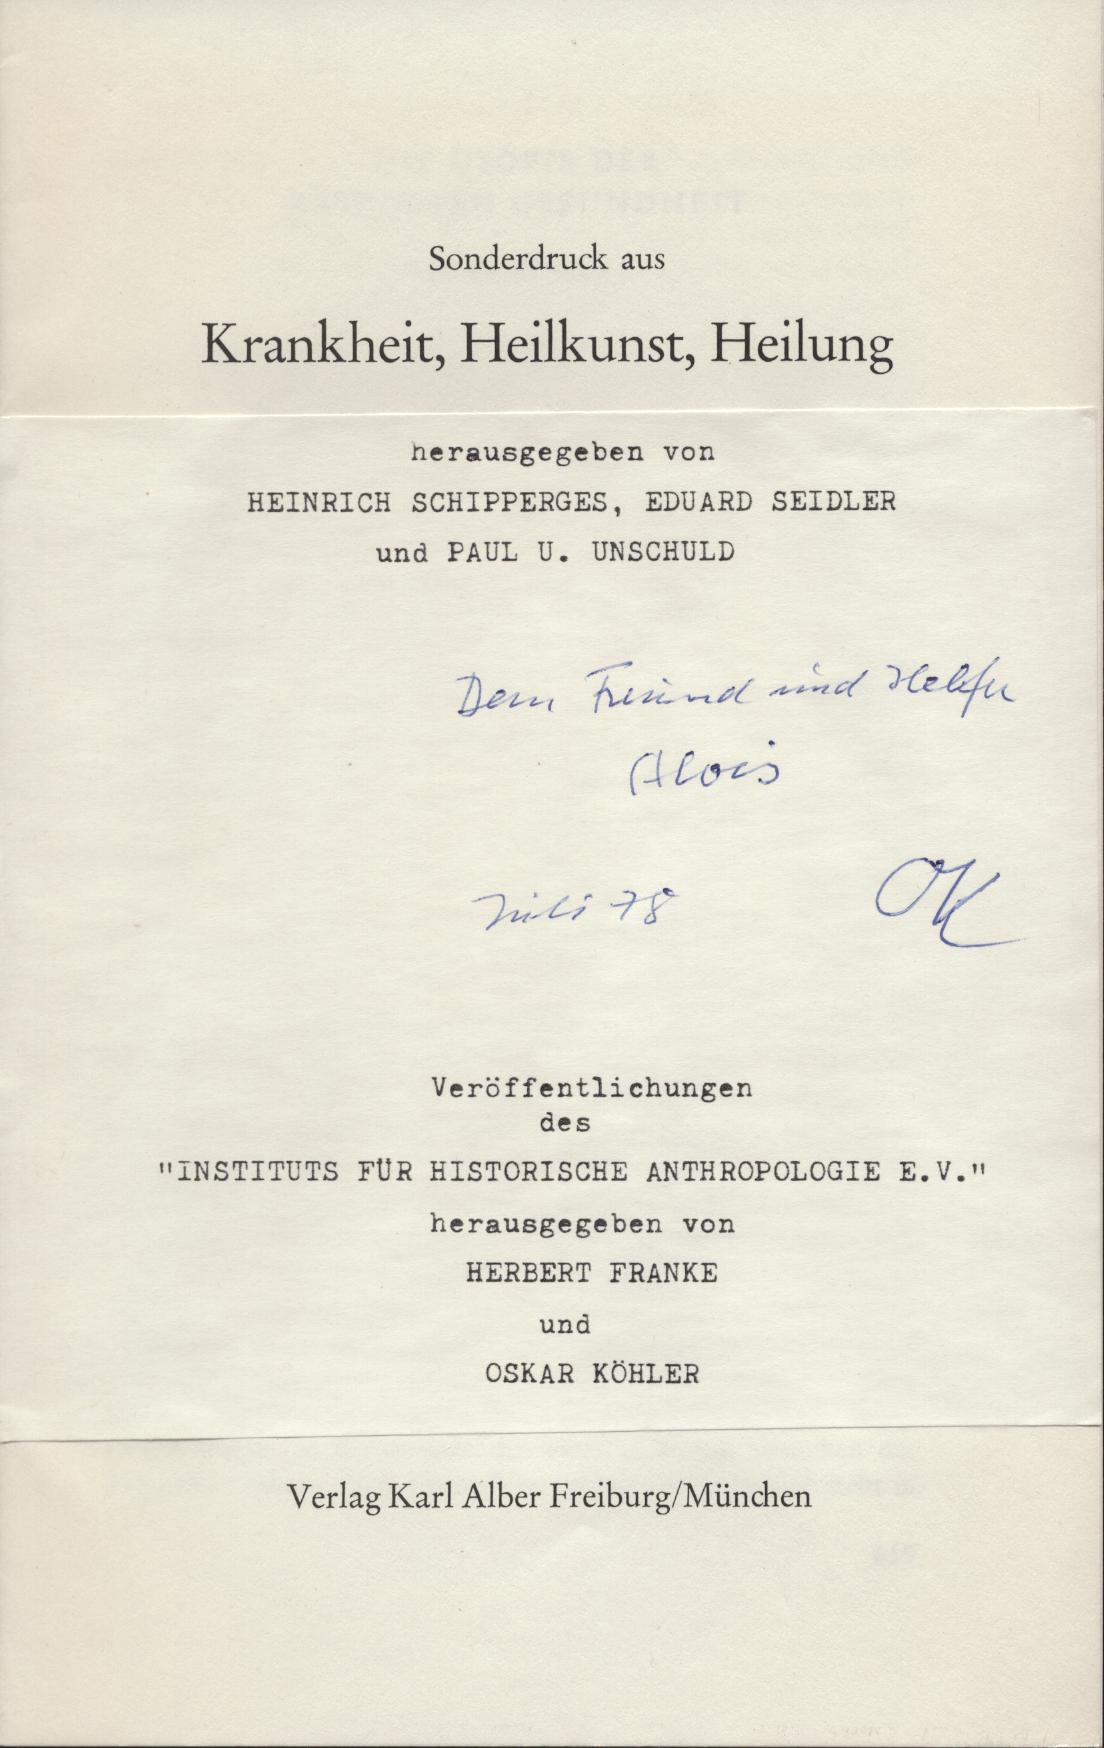 Sonderdruck aus
Krankheit, Heilkunst, Heilung
herausgegeben von
HEINRICH SCHIPPERGES, EDUARD SEIDLER
und PAUL U. UNSCHULD
Dem Freund und Helfer
Alois
Juli 78
OK
Veröffentlichungen
des
"INSTITUTS FÜR HISTORISCHE ANTHROPOLOGIE E.V."
herausgegeben von
HERBERT FRANKE
und
OSKAR KÖHLER
Verlag Karl Alber Freiburg/München